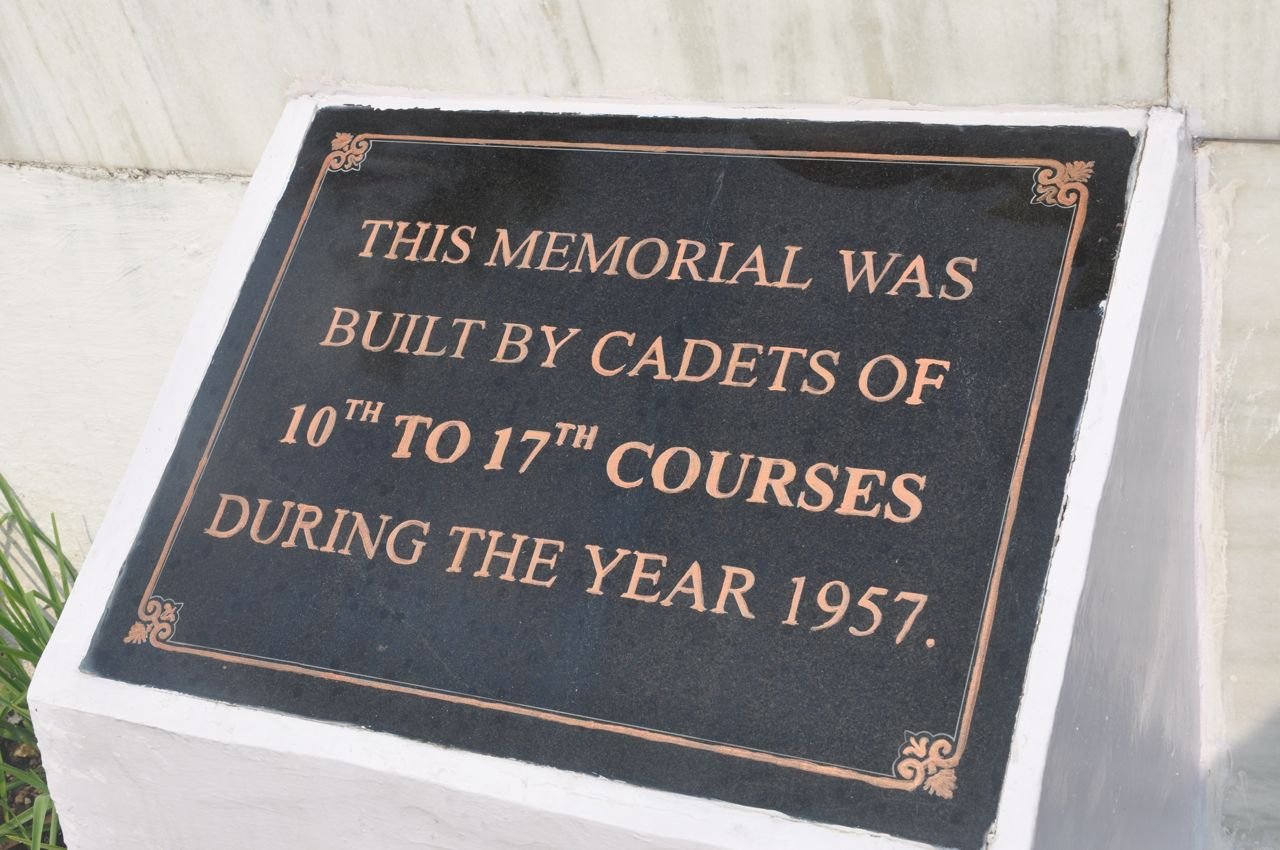 THIS MEMORIAL WAS
BUILT BY CADETS OF
10TH TO 17TH COURSES
DURING THE YEAR 1957.